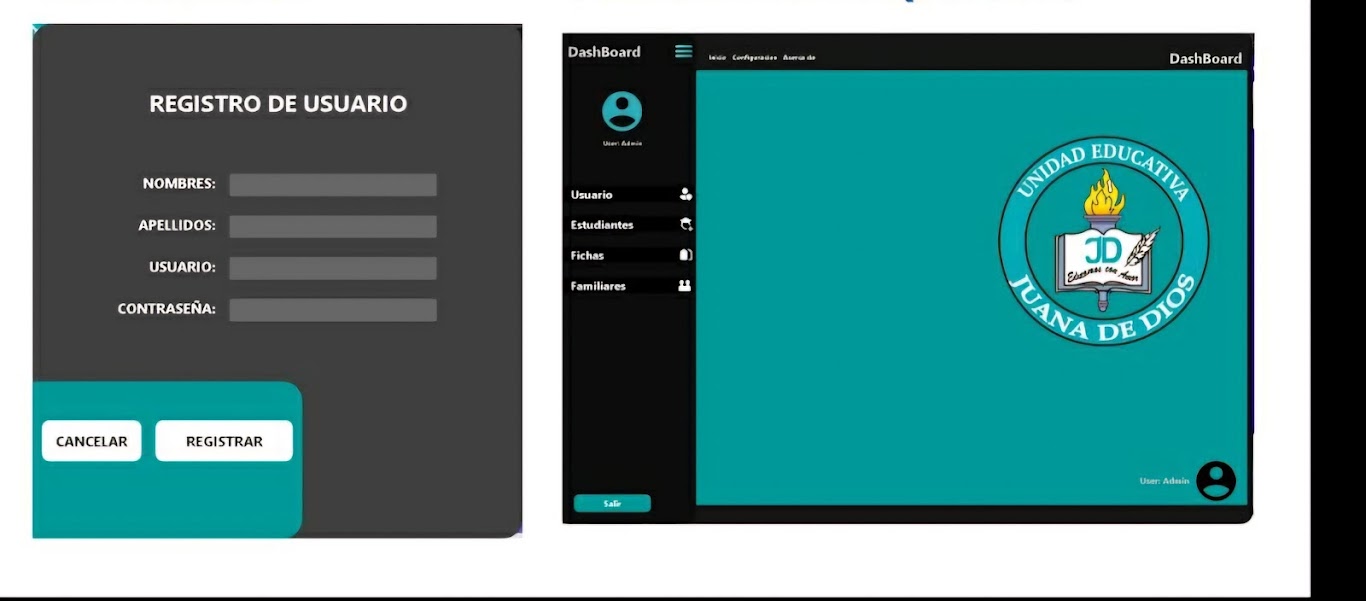 REGISTRO DE USUARIO
NOMBRES:
APELLIDOS:
USUARIO:
CONTRASEÑA:
CANCELAR
REGISTRAR
DashBoard
User: Admin
Usuario
Estudiantes
Fichas
Familiares
Salir
Inicio Configuración Acerca de
DashBoard
UNIDAD EDUCATIVA
JD
Educamos con Amor
JUANA DE DIOS
User: Admin